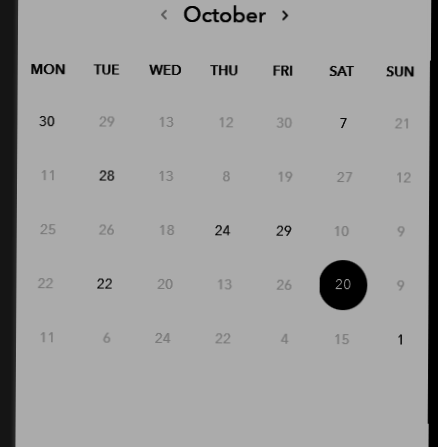 ‹ October ›
MON TUE WED THU FRI SAT SUN
30 29 13 12 30 7 21
11 28 13 8 19 27 12
25 26 18 24 29 10 9
22 22 20 13 26 20 9
11 6 24 22 4 15 1